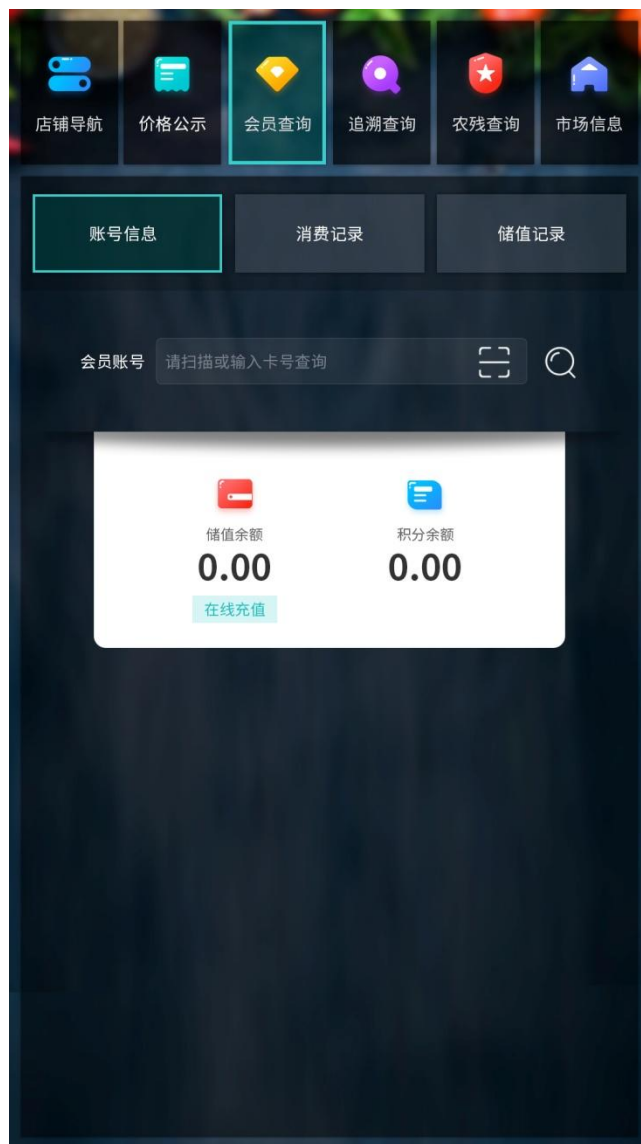 店铺导航 价格公示 会员查询 追溯查询 农残查询 市场信息
账号信息 消费记录 储值记录
会员账号 请扫描或输入卡号查询
储值余额 积分余额
0.00 0.00
在线充值